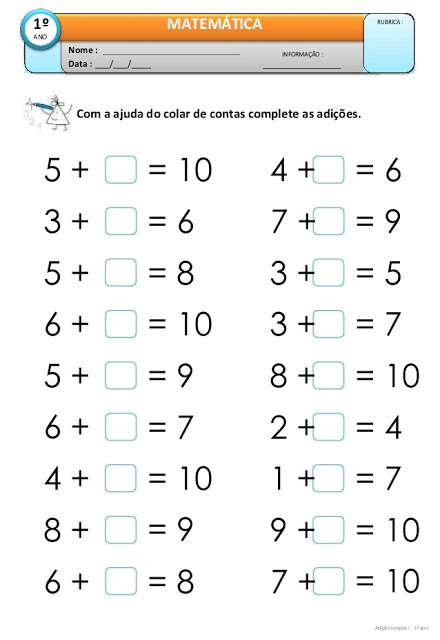 1º
ANO
MATEMÁTICA
RUBRICA :
Nome : ______________________________
INFORMAÇÃO :
Data : ___/___/____
_________________
Com a ajuda do colar de contas complete as adições.
5 + □ = 10
4 + □ = 6
3 + □ = 6
7 + □ = 9
5 + □ = 8
3 + □ = 5
6 + □ = 10
3 + □ = 7
5 + □ = 9
8 + □ = 10
6 + □ = 7
2 + □ = 4
4 + □ = 10
1 + □ = 7
8 + □ = 9
9 + □ = 10
6 + □ = 8
7 + □ = 10
Adição Simples I - 1º ano